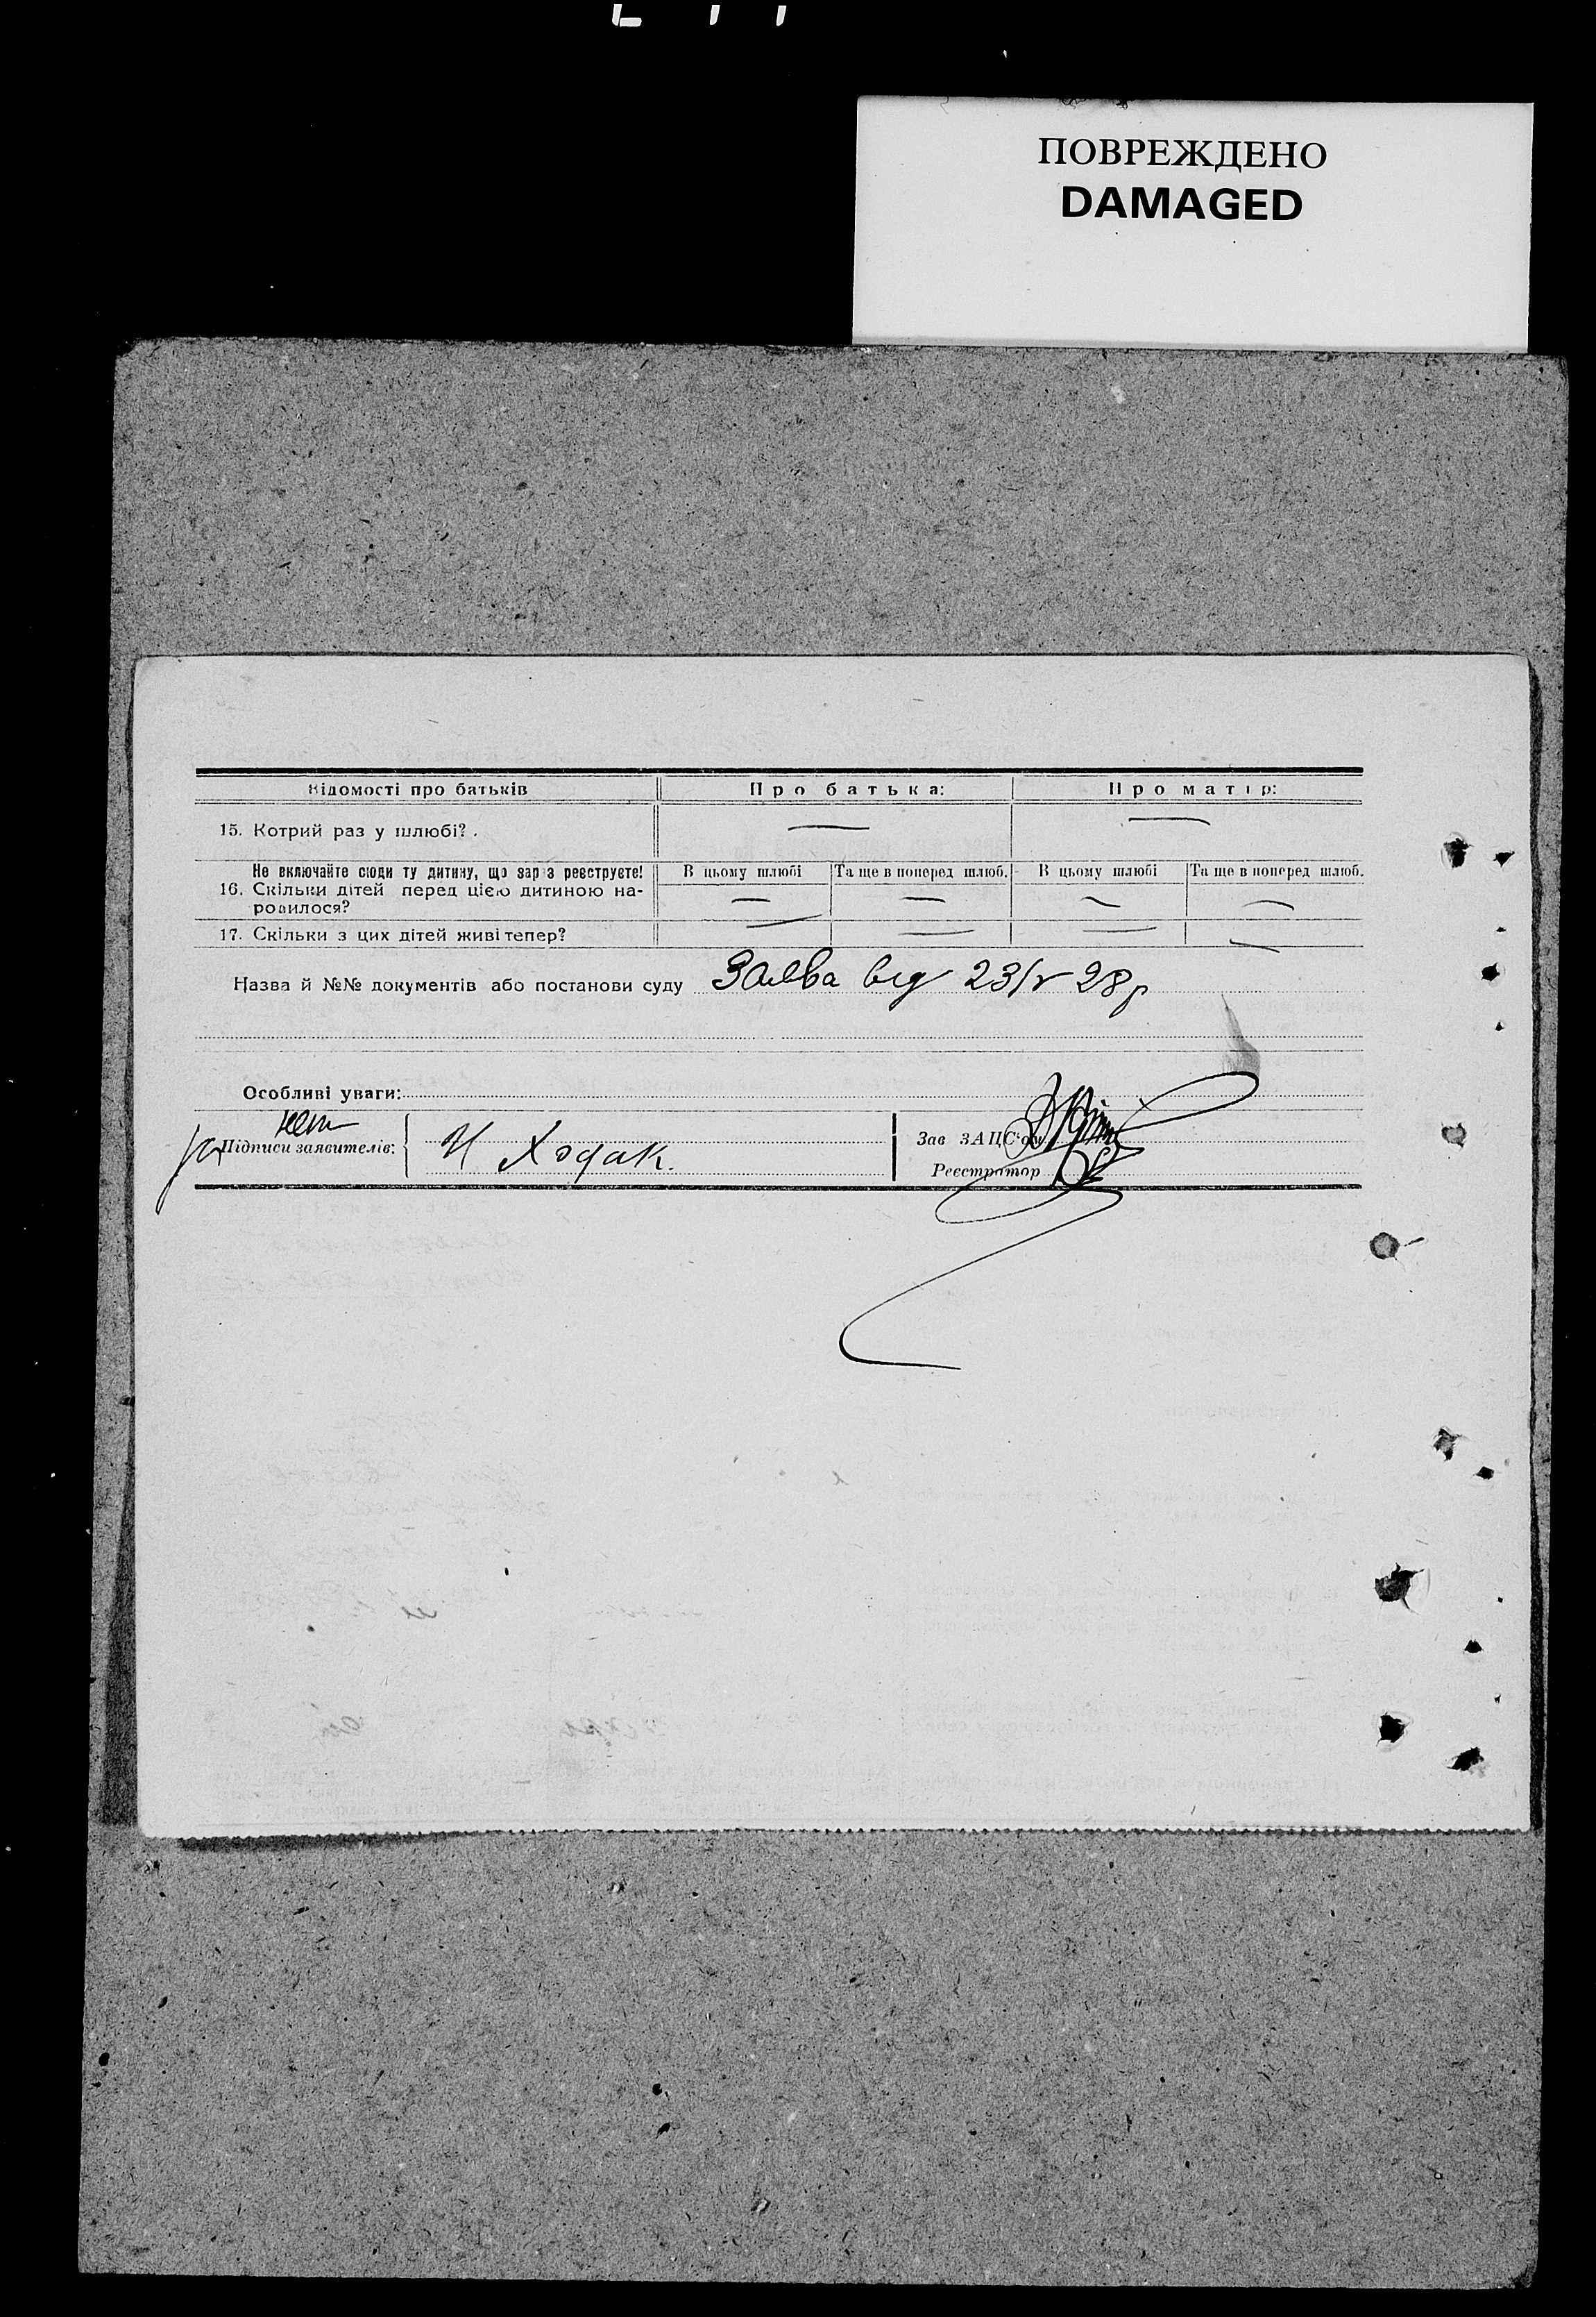 ПОВРЕЖДЕНО
DAMAGED
Відомості про батьків Про батька: Про матір:
15. Котрий раз у шлюбі? . — —
Не включайте сюди ту дитину, що зараз реєструєте! В цьому шлюбі Та ще в поперед шлюб. В цьому шлюбі Та ще в поперед шлюб.
16. Скільки дітей перед цією дитиною на-
родилося? — — — —
17. Скільки з цих дітей живі тепер? — — — —
Назва й №№ документів або постанови суду Заява від 23/V 28р
Особливі уваги:
Підписи заявителів: Н Ходак.
Зав ЗАЦС'ом
Реєстратор